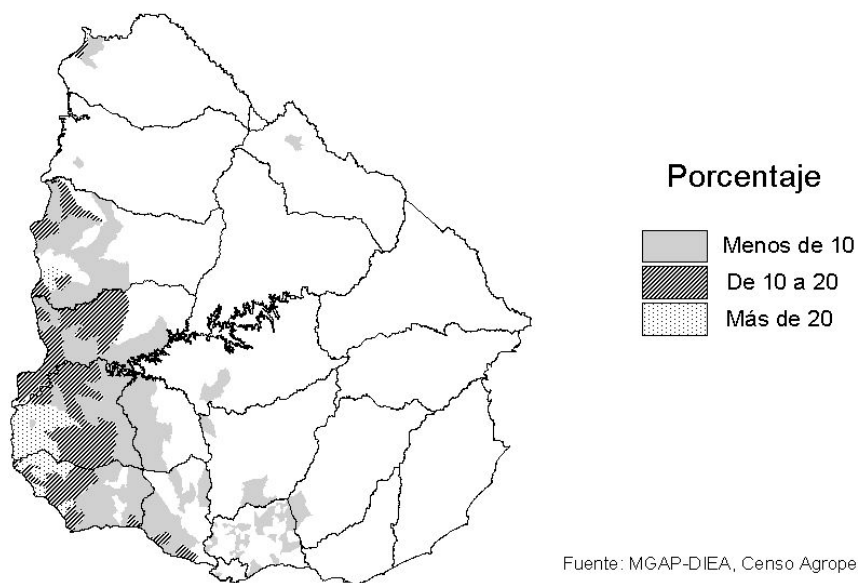 Porcentaje
Menos de 10
De 10 a 20
Más de 20
Fuente: MGAP-DIEA, Censo Agrope